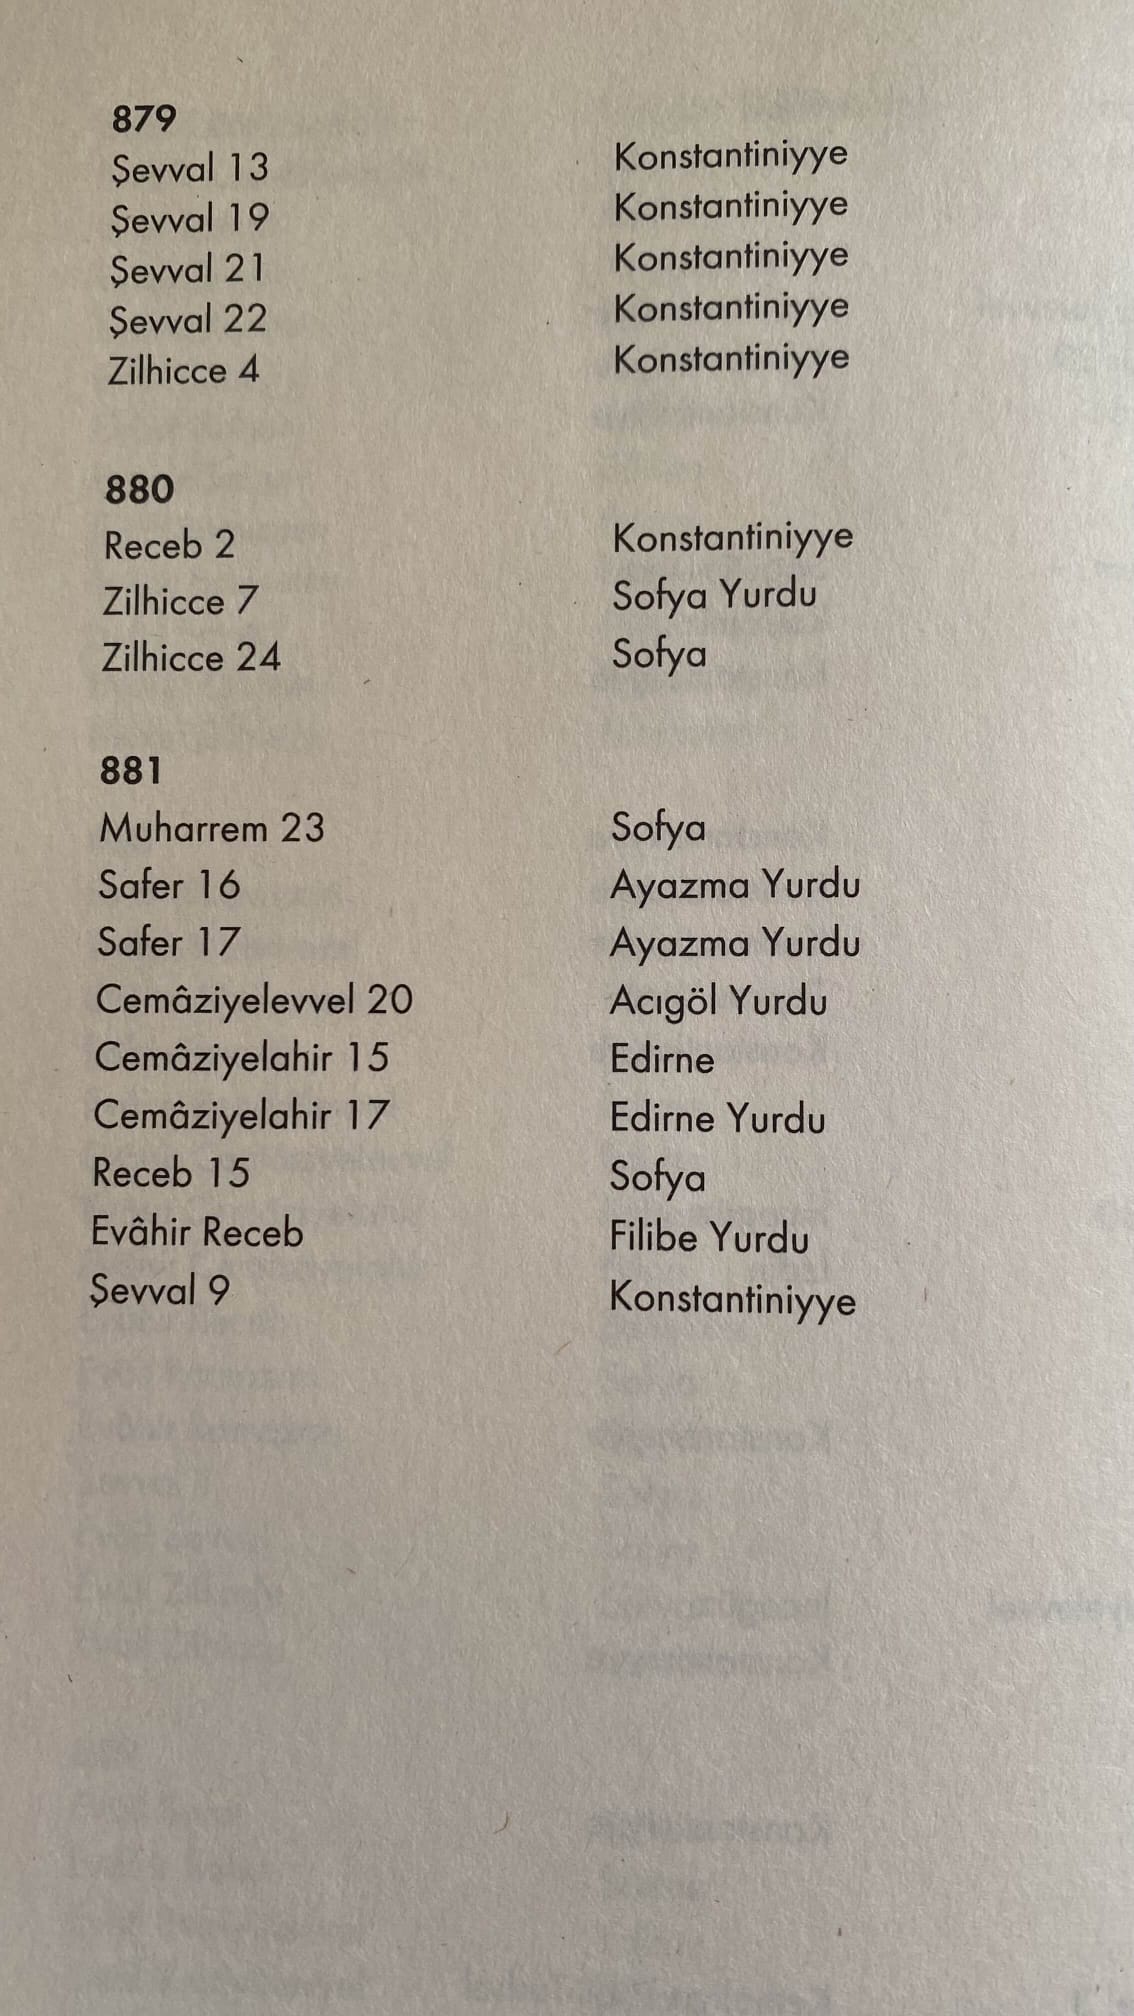 879
Şevval 13 Konstantiniyye
Şevval 19 Konstantiniyye
Şevval 21 Konstantiniyye
Şevval 22 Konstantiniyye
Zilhicce 4 Konstantiniyye
880
Receb 2 Konstantiniyye
Zilhicce 7 Sofya Yurdu
Zilhicce 24 Sofya
881
Muharrem 23 Sofya
Safer 16 Ayazma Yurdu
Safer 17 Ayazma Yurdu
Cemâziyelevvel 20 Acıgöl Yurdu
Cemâziyelahir 15 Edirne
Cemâziyelahir 17 Edirne Yurdu
Receb 15 Sofya
Evâhir Receb Filibe Yurdu
Şevval 9 Konstantiniyye